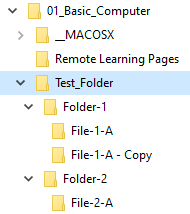 01_Basic_Computer
__MACOSX
Remote Learning Pages
Test_Folder
Folder-1
File-1-A
File-1-A - Copy
Folder-2
File-2-A